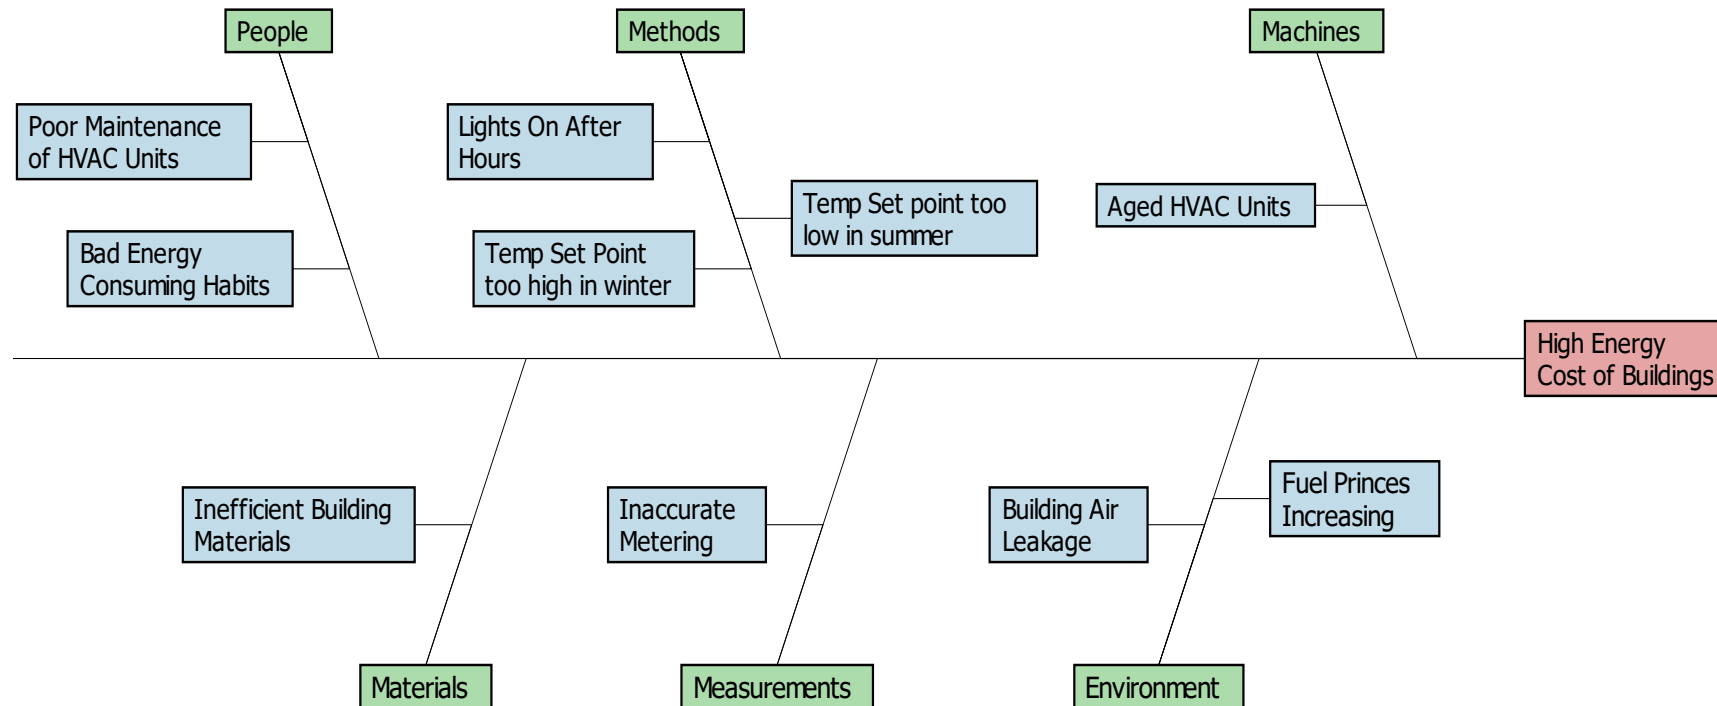 People
Methods
Machines
Poor Maintenance
of HVAC Units
Lights On After
Hours
Temp Set point too
low in summer
Aged HVAC Units
Bad Energy
Consuming Habits
Temp Set Point
too high in winter
High Energy
Cost of Buildings
Inefficient Building
Materials
Inaccurate
Metering
Building Air
Leakage
Fuel Princes
Increasing
Materials
Measurements
Environment